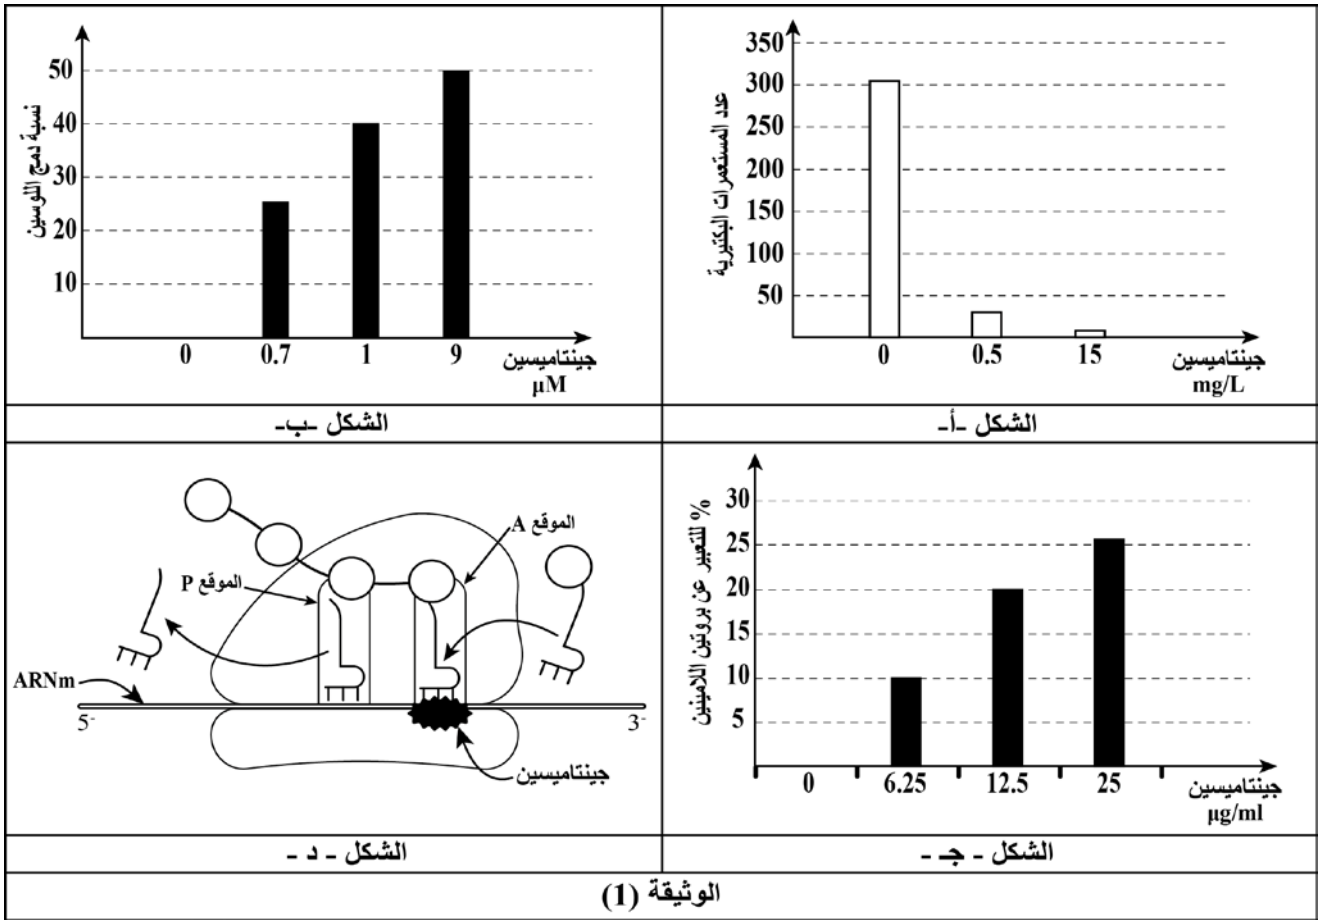 350
300
250
200
150
100
50
عدد المستعمرات البكتيرية
0
0.5
15
جينتاميسين
mg/L
الشكل -أ-
50
40
30
20
10
نسبة دمج اللوسين
0
0.7
1
9
جينتاميسين
µM
الشكل -ب-
30
25
20
15
10
5
% للتعبير عن بروتين اللامينين
0
6.25
12.5
25
جينتاميسين
µg/ml
الشكل - جـ -
الموقع A
الموقع P
ARNm
5-
3-
جينتاميسين
الشكل - د -
الوثيقة (1)